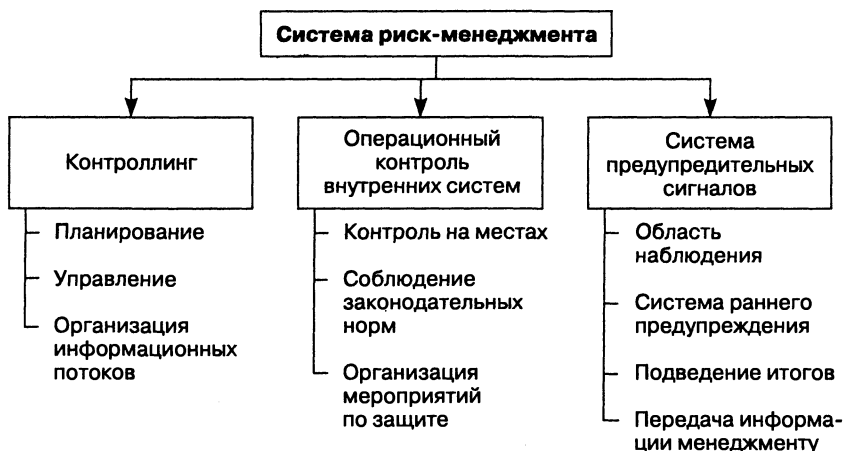 Система риск-менеджмента
Контроллинг
Планирование
Управление
Организация
информационных
потоков
Операционный
контроль
внутренних систем
Контроль на местах
Соблюдение
законодательных
норм
Организация
мероприятий
по защите
Система
предупредительных
сигналов
Область
наблюдения
Система раннего
предупреждения
Подведение итогов
Передача информа-
ции менеджменту